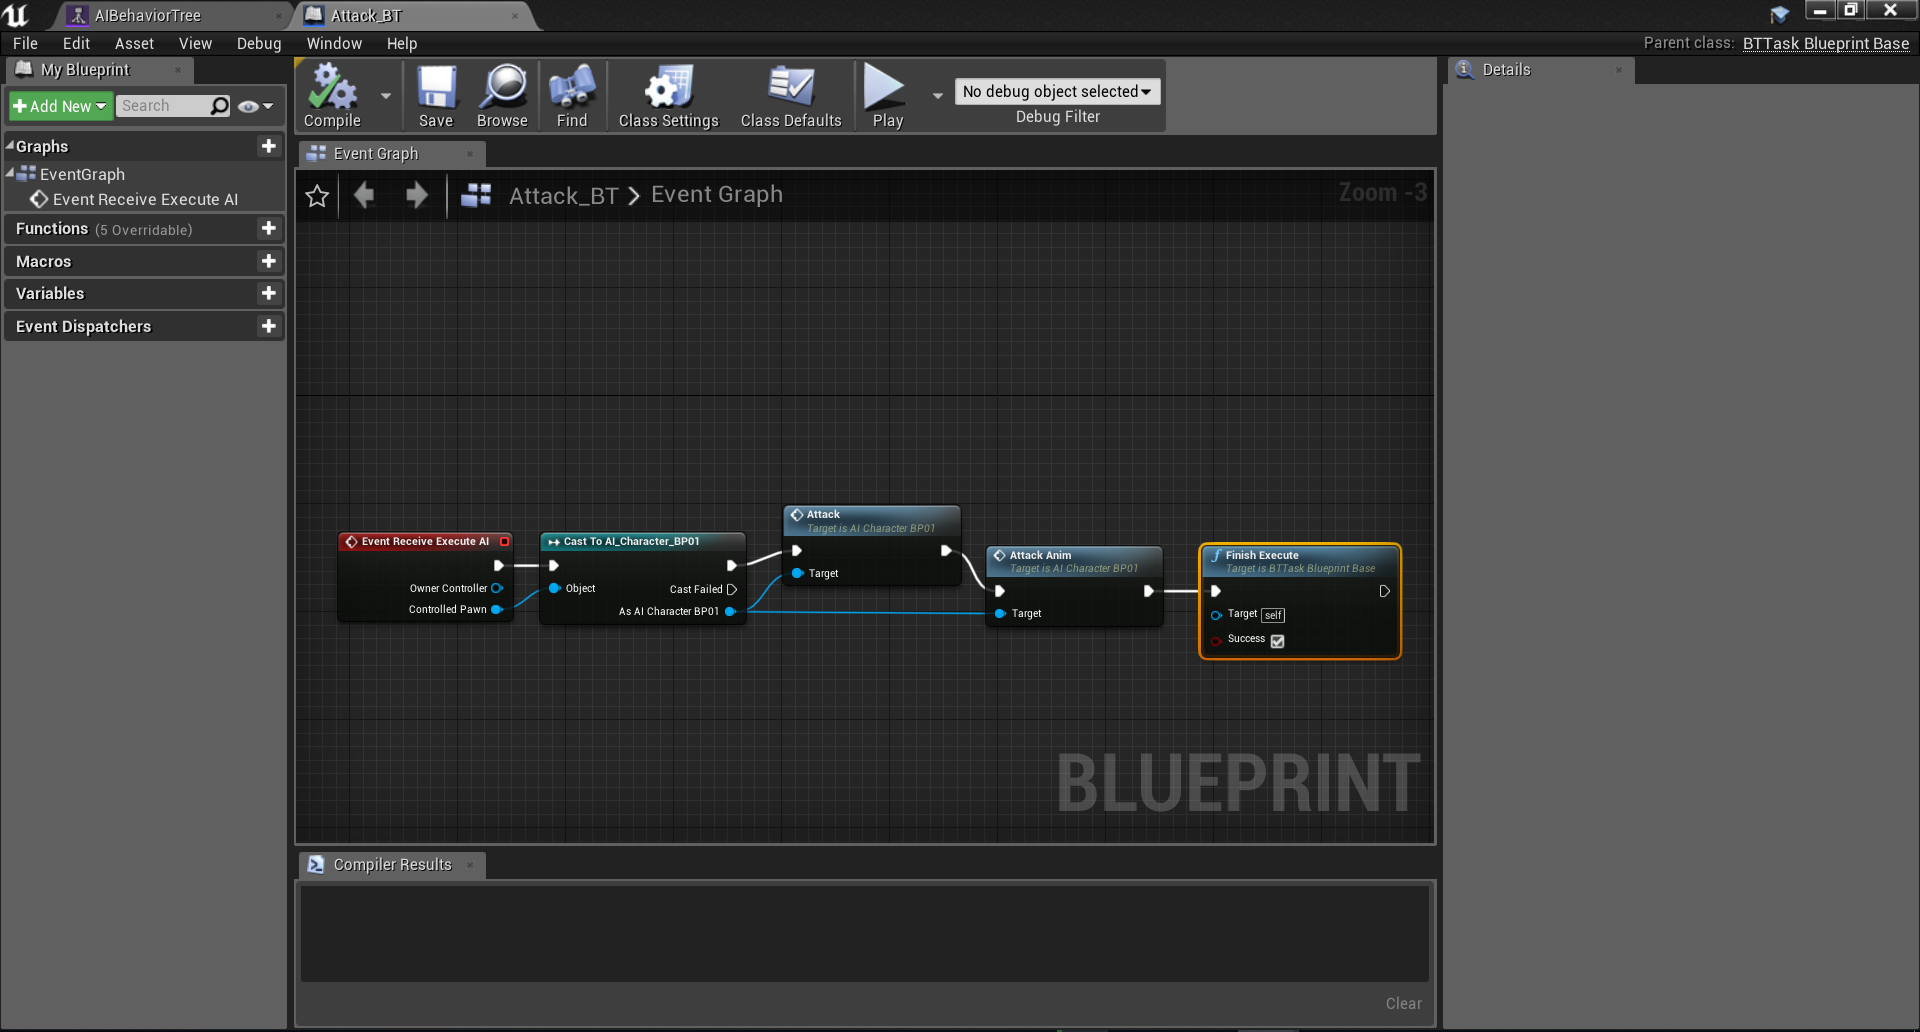 AIBehaviorTree
Attack_BT
File Edit Asset View Debug Window Help
Parent class: BTTask Blueprint Base
My Blueprint
Add New
Search
Graphs
EventGraph
Event Receive Execute AI
Functions (5 Overridable)
Macros
Variables
Event Dispatchers
Compile
Save
Browse
Find
Class Settings
Class Defaults
Play
No debug object selected
Debug Filter
Details
Event Graph
Attack_BT > Event Graph
Zoom -3
Event Receive Execute AI
Owner Controller
Controlled Pawn
Cast To AI_Character_BP01
Object
Cast Failed
As AI Character BP01
Attack
Target is AI Character BP01
Target
Attack Anim
Target is AI Character BP01
Target
Finish Execute
Target is BTTask Blueprint Base
Target self
Success
BLUEPRINT
Compiler Results
Clear